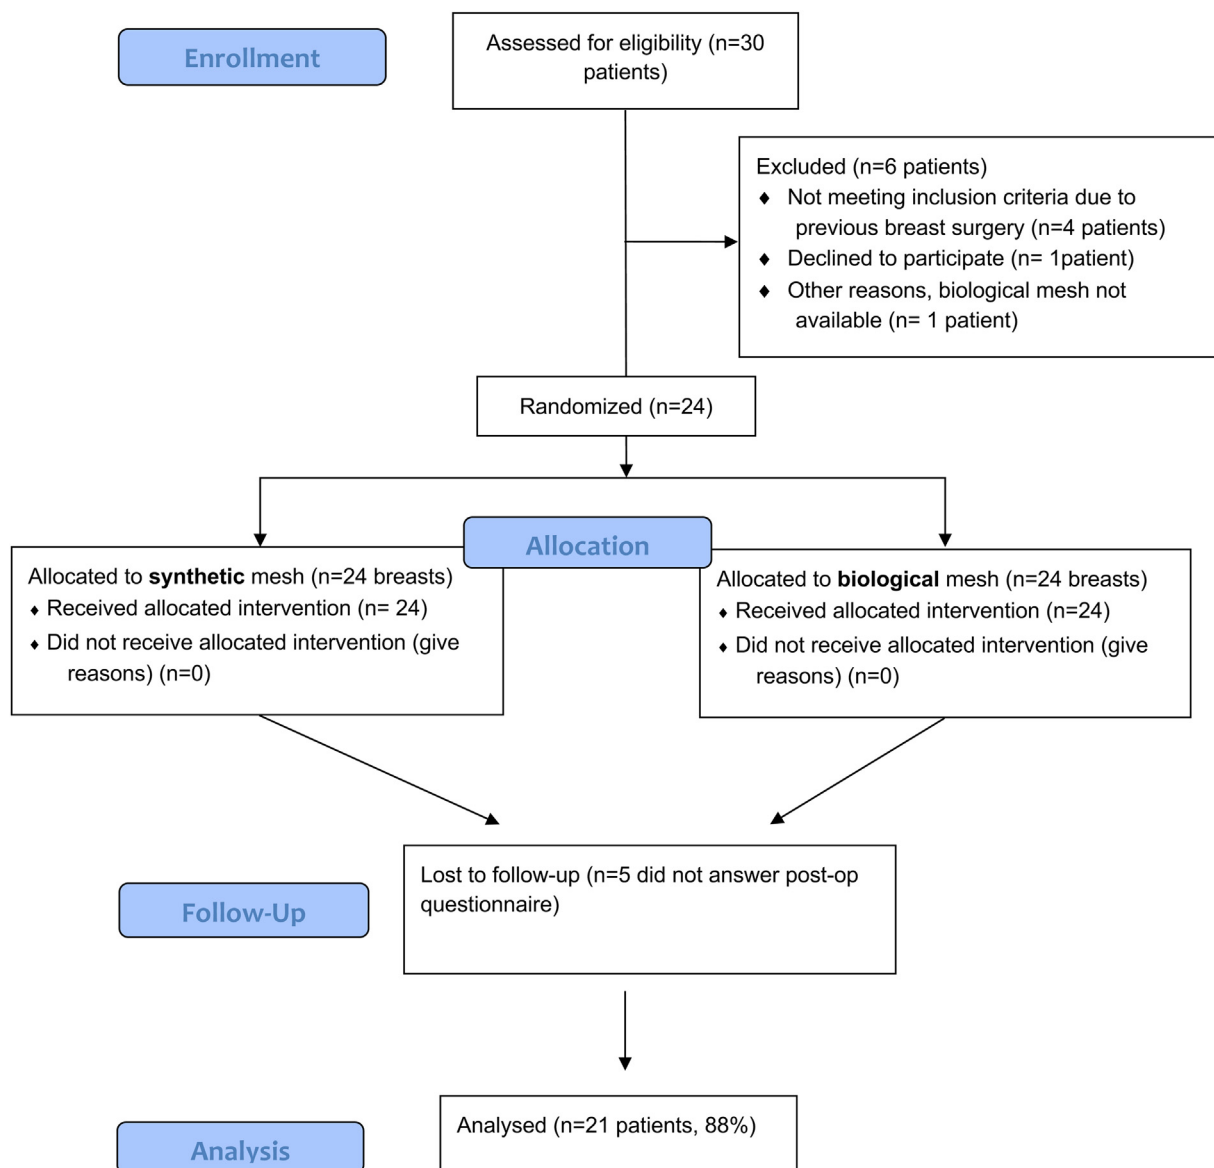 Enrollment
Assessed for eligibility (n=30
patients)
Excluded (n=6 patients)
♦ Not meeting inclusion criteria due to
previous breast surgery (n=4 patients)
♦ Declined to participate (n= 1patient)
♦ Other reasons, biological mesh not
available (n= 1 patient)
Randomized (n=24)
Allocation
Allocated to synthetic mesh (n=24 breasts)
♦ Received allocated intervention (n= 24)
♦ Did not receive allocated intervention (give
reasons) (n=0)
Allocated to biological mesh (n=24 breasts)
♦ Received allocated intervention (n=24)
♦ Did not receive allocated intervention (give
reasons) (n=0)
Follow-Up
Lost to follow-up (n=5 did not answer post-op
questionnaire)
Analysis
Analysed (n=21 patients, 88%)